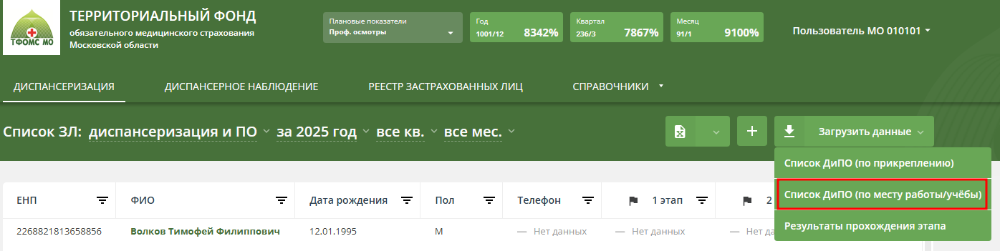 ТФОМС МО
ТЕРРИТОРИАЛЬНЫЙ ФОНД
обязательного медицинского страхования
Московской области
Плановые показатели
Проф. осмотры
Год
1001/12 8342%
Квартал
236/3 7867%
Месяц
91/1 9100%
Пользователь МО 010101
ДИСПАНСЕРИЗАЦИЯ ДИСПАНСЕРНОЕ НАБЛЮДЕНИЕ РЕЕСТР ЗАСТРАХОВАННЫХ ЛИЦ СПРАВОЧНИКИ
Список ЗЛ: диспансеризация и ПО за 2025 год все кв. все мес. Загрузить данные
Список ДиПО (по прикреплению)
Список ДиПО (по месту работы/учёбы)
Результаты прохождения этапа
ЕНП ФИО Дата рождения Пол Телефон 1 этап 2
2268821813658856 Волков Тимофей Филиппович 12.01.1995 М — Нет данных — Нет данных — Нет да